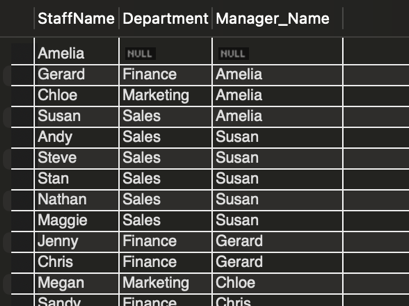 StaffName Department Manager_Name
Amelia NULL NULL
Gerard Finance Amelia
Chloe Marketing Amelia
Susan Sales Amelia
Andy Sales Susan
Steve Sales Susan
Stan Sales Susan
Nathan Sales Susan
Maggie Sales Susan
Jenny Finance Gerard
Chris Finance Gerard
Megan Marketing Chloe
Sandy Finance Chris